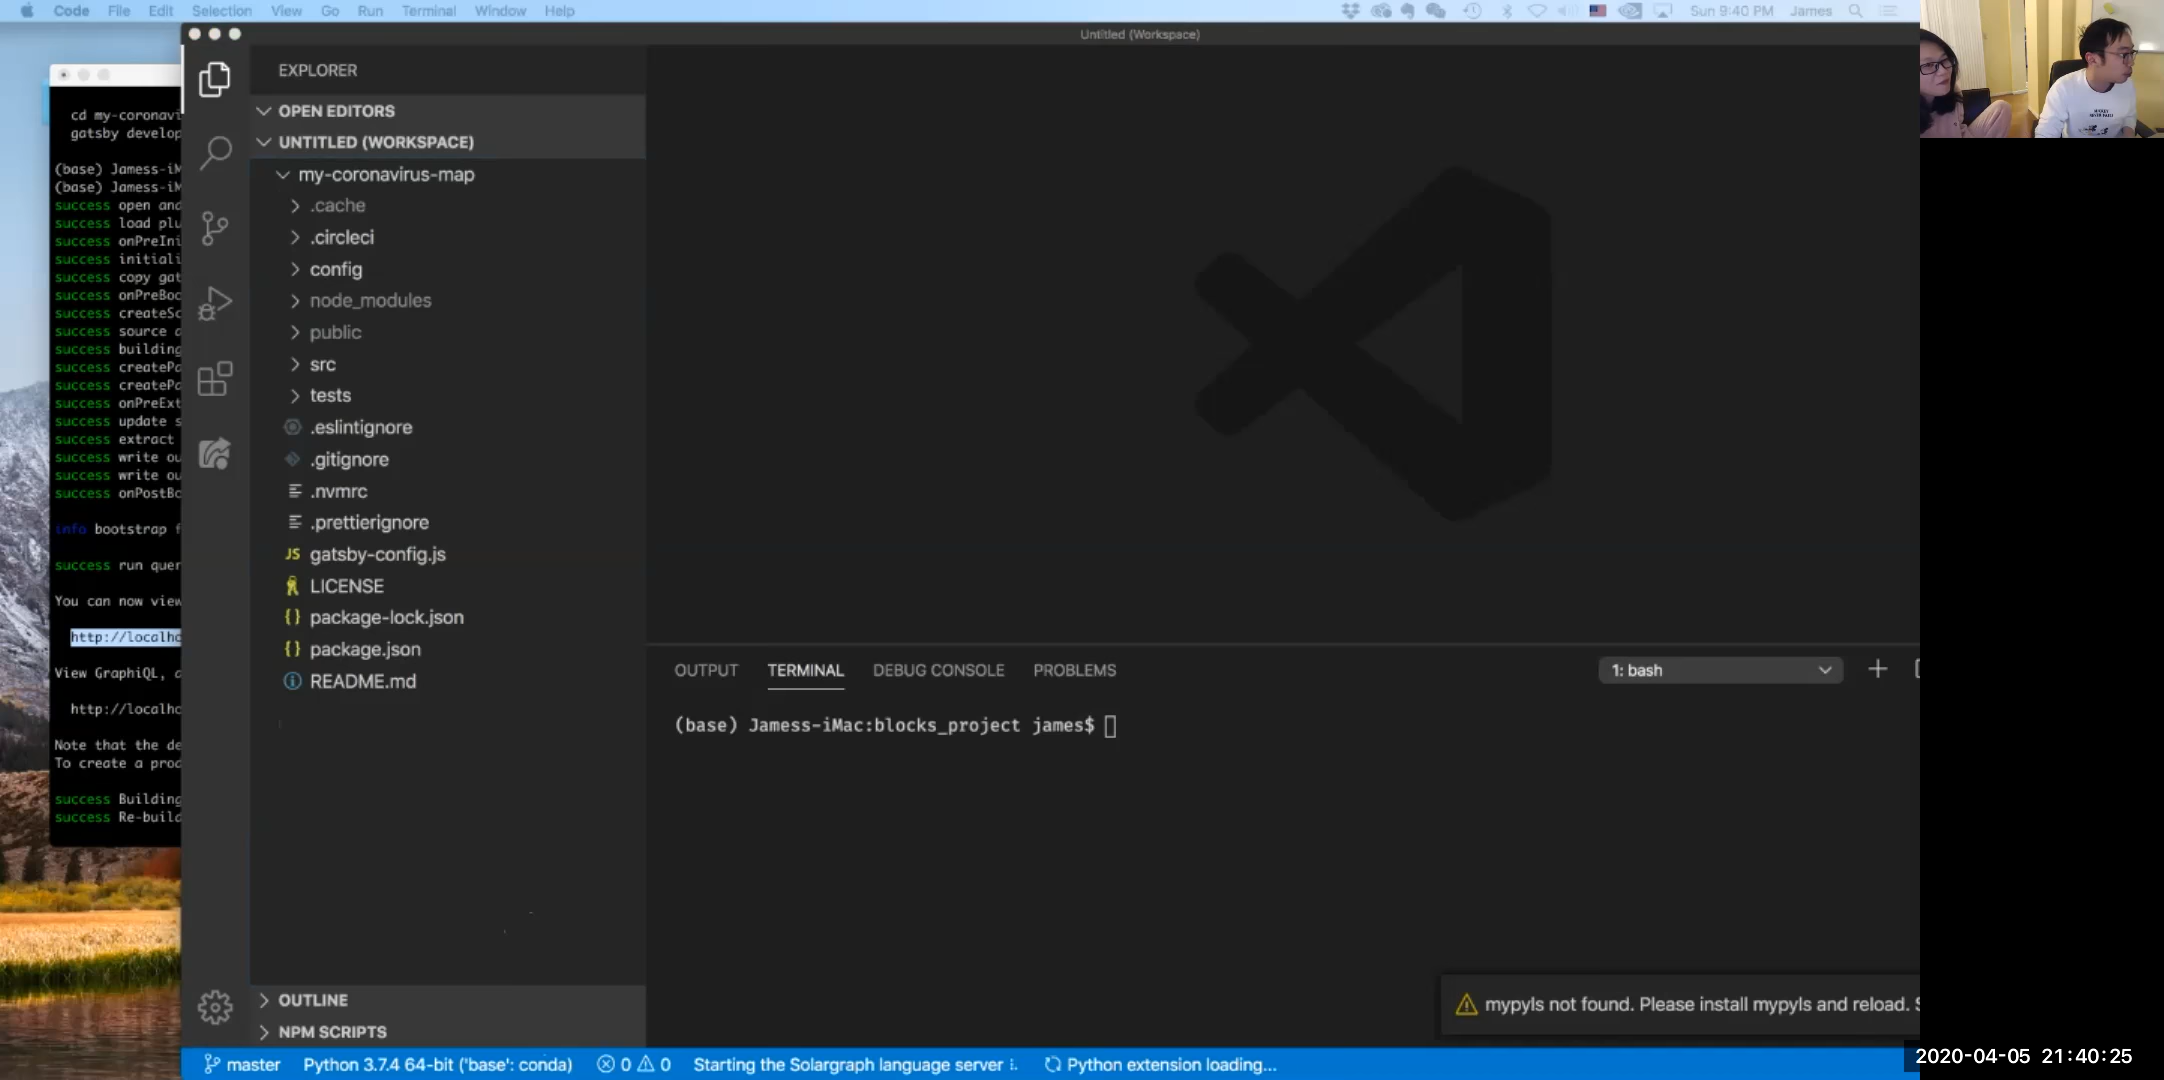 Code File Edit Selection View Go Run Terminal Window Help
Sun 9:40 PM James
Untitled (Workspace)
cd my-coronavi
gatsby develop
(base) Jamess-iM
(base) Jamess-iM
success open and
success load plu
success onPreIni
success initiali
success copy gat
success onPreBoo
success createSc
success source a
success building
success createPa
success createPa
success onPreExt
success update s
success extract
success write ou
success write ou
success onPostBo
info bootstrap f
success run quer
You can now view
http://localho
View GraphiQL, a
http://localho
Note that the de
To create a prod
success Building
success Re-build
EXPLORER
OPEN EDITORS
UNTITLED (WORKSPACE)
my-coronavirus-map
.cache
.circleci
config
node_modules
public
src
tests
.eslintignore
.gitignore
.nvmrc
.prettierignore
JS gatsby-config.js
LICENSE
{} package-lock.json
{} package.json
README.md
OUTLINE
NPM SCRIPTS
OUTPUT TERMINAL DEBUG CONSOLE PROBLEMS
1: bash
(base) Jamess-iMac:blocks_project james$
mypyls not found. Please install mypyls and reload. S
master Python 3.7.4 64-bit ('base': conda) 0 0 Starting the Solargraph language server Python extension loading...
2020-04-05 21:40:25